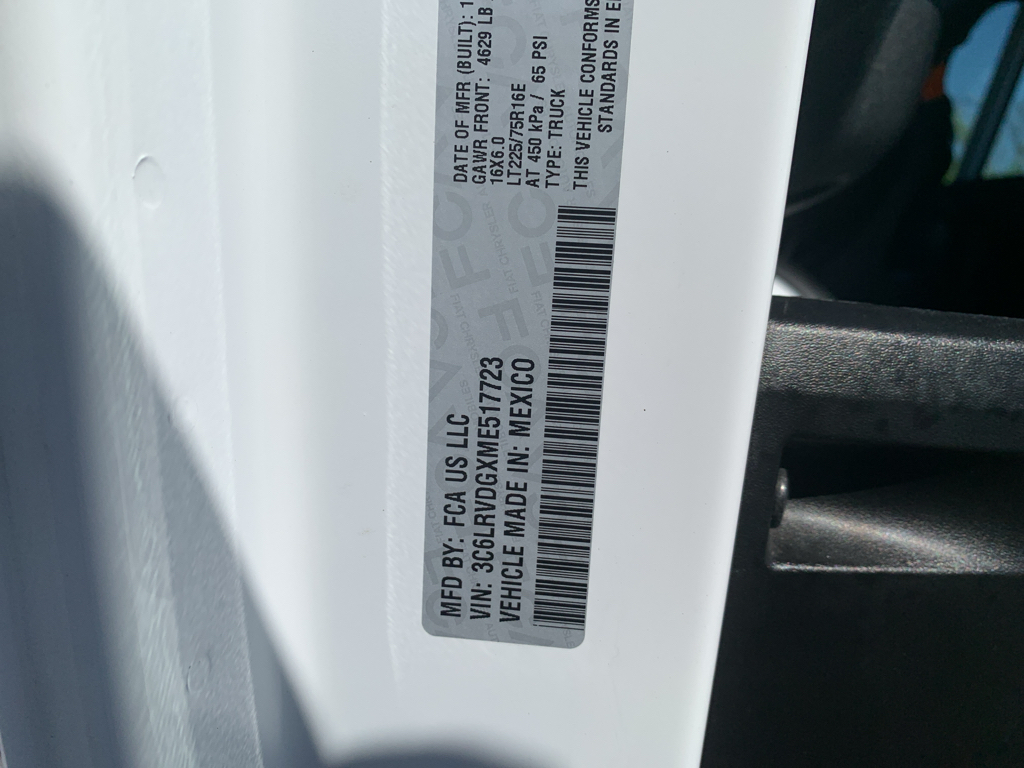 MFD BY: FCA US LLC
VIN: 3C6LRVDGXME517723
VEHICLE MADE IN: MEXICO
DATE OF MFR (BUILT): 1
GAWR FRONT: 4629 LB
16X6.0
LT225/75R16E
AT 450 kPa / 65 PSI
TYPE: TRUCK
THIS VEHICLE CONFORMS
STANDARDS IN E